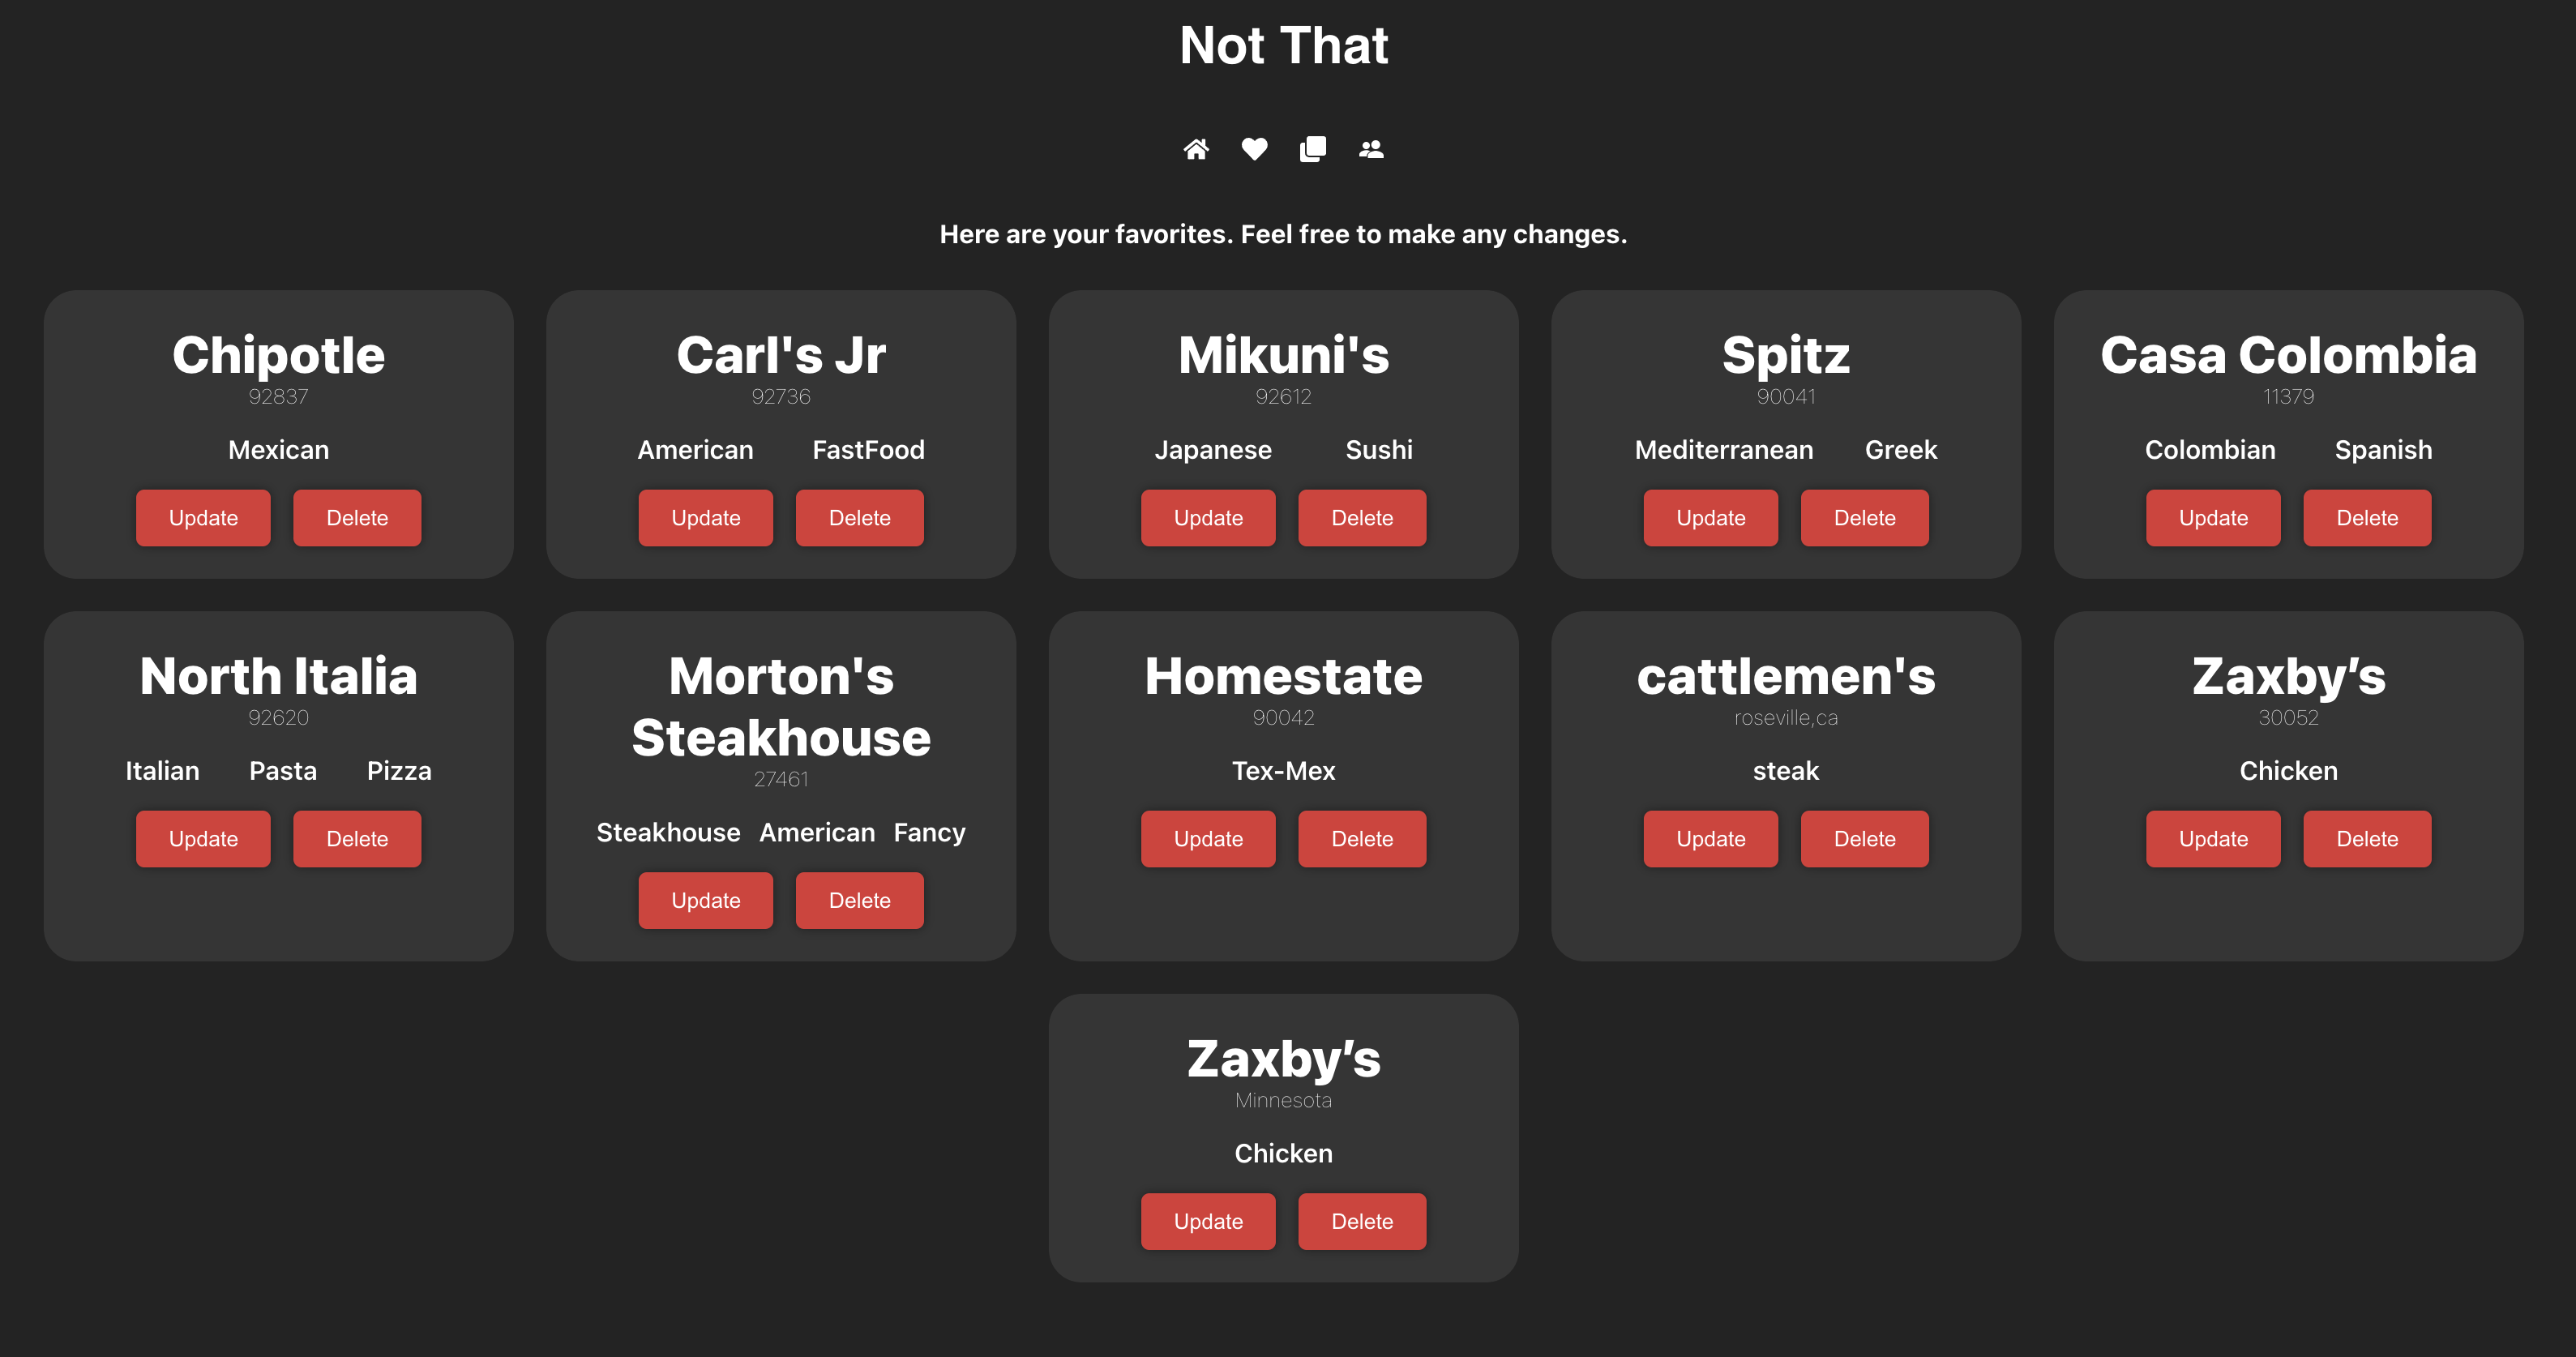 Not That
Here are your favorites. Feel free to make any changes.
Chipotle
92837
Mexican
Update Delete
Carl's Jr
92736
American FastFood
Update Delete
Mikuni's
92612
Japanese Sushi
Update Delete
Spitz
90041
Mediterranean Greek
Update Delete
Casa Colombia
11379
Colombian Spanish
Update Delete
North Italia
92620
Italian Pasta Pizza
Update Delete
Morton's
Steakhouse
27461
Steakhouse American Fancy
Update Delete
Homestate
90042
Tex-Mex
Update Delete
cattlemen's
roseville,ca
steak
Update Delete
Zaxby’s
30052
Chicken
Update Delete
Zaxby’s
Minnesota
Chicken
Update Delete